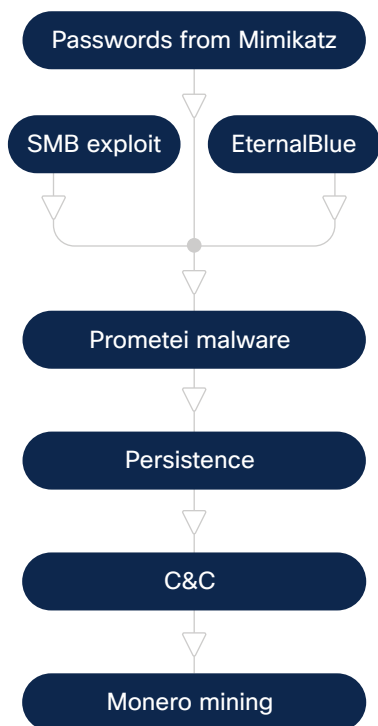 Passwords from Mimikatz
SMB exploit
EternalBlue
Prometei malware
Persistence
C&C
Monero mining